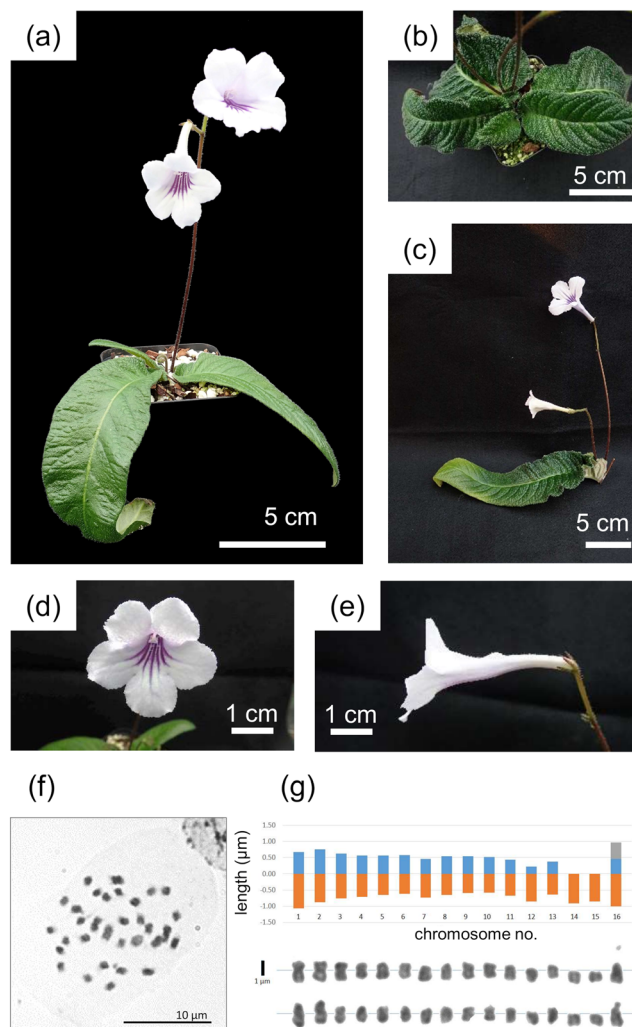 (a)
5 cm
(b)
5 cm
(c)
5 cm
(d)
1 cm
(e)
1 cm
(f)
10 μm
(g)
length (μm)
1.50
1.00
0.50
0.00
-0.50
-1.00
-1.50
1 2 3 4 5 6 7 8 9 10 11 12 13 14 15 16
chromosome no.
1 μm